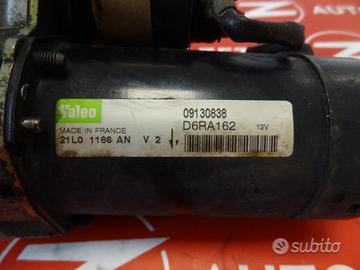 Valeo
09130838
D6RA162
12V
MADE IN FRANCE
21L0 1186 AN V 2
subito